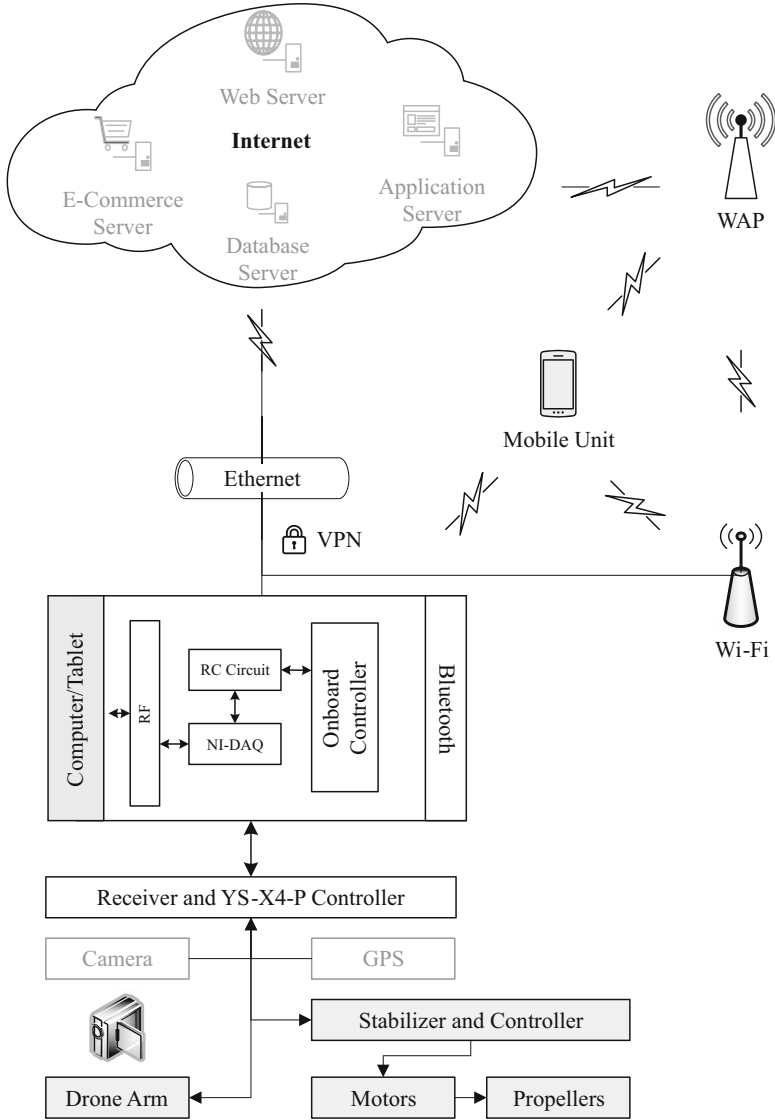 Web Server
Internet
E-Commerce
Server
Application
Server
Database
Server
WAP
Mobile Unit
Ethernet
VPN
Wi-Fi
Computer/Tablet
RF
RC Circuit
NI-DAQ
Onboard
Controller
Bluetooth
Receiver and YS-X4-P Controller
Camera
GPS
Stabilizer and Controller
Drone Arm
Motors
Propellers